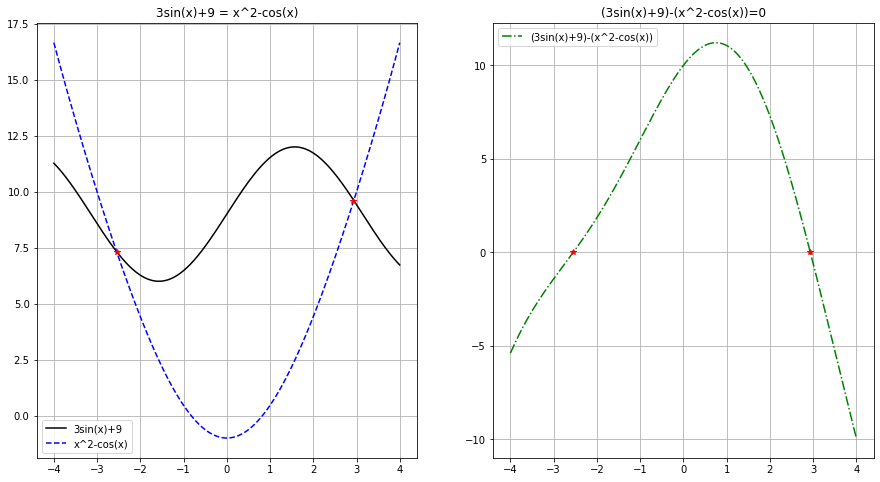 3sin(x)+9 = x^2-cos(x)
17.5
15.0
12.5
10.0
7.5
5.0
2.5
0.0
3sin(x)+9
x^2-cos(x)
−4 −3 −2 −1 0 1 2 3 4
(3sin(x)+9)-(x^2-cos(x))=0
(3sin(x)+9)-(x^2-cos(x))
10
5
0
−5
−10
−4 −3 −2 −1 0 1 2 3 4